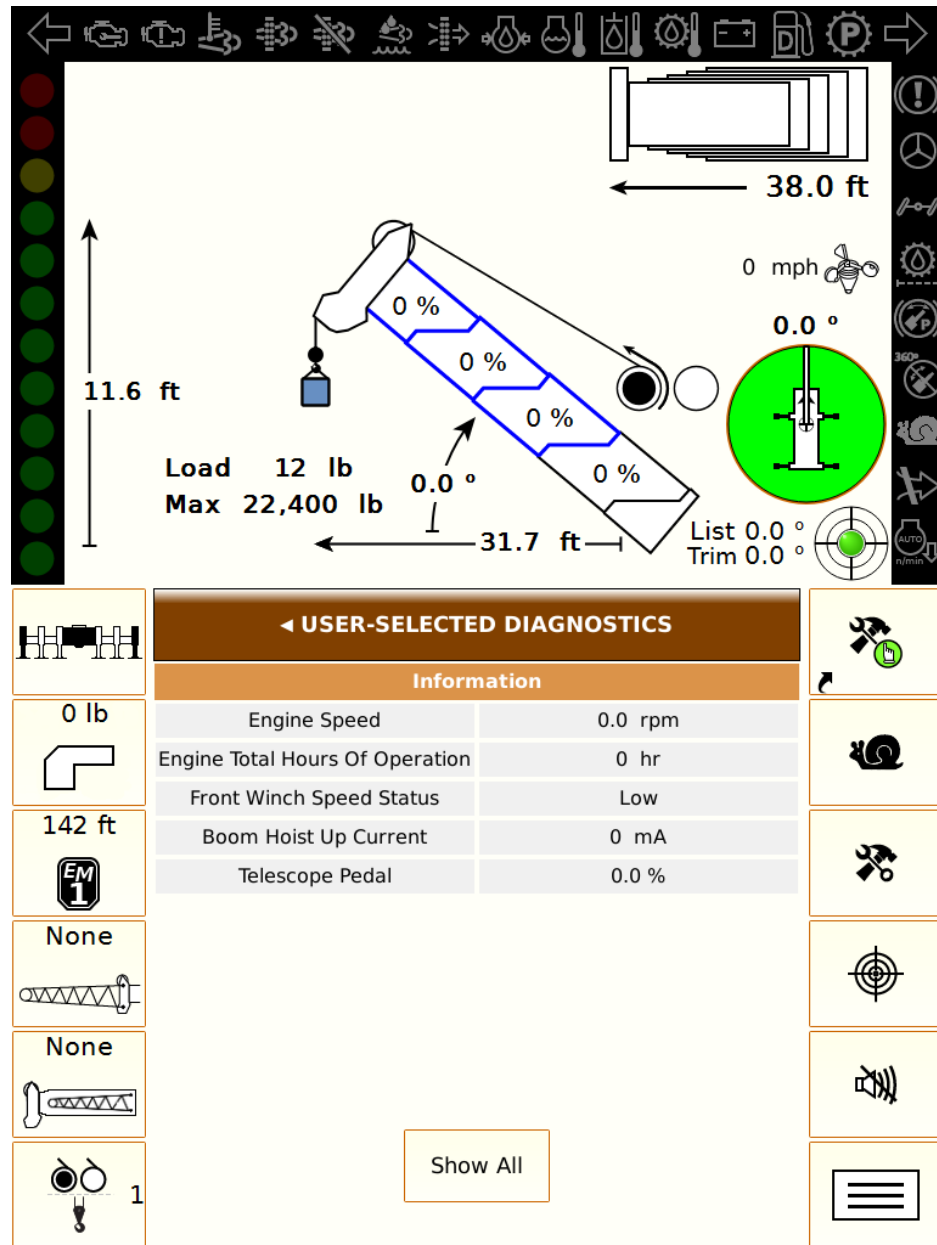 D
P
38.0 ft
0 mph
0.0 º
P
360º
11.6 ft
0 %
0 %
0 %
0 %
Load 12 lb
Max 22,400 lb
0.0 º
31.7 ft
List 0.0 º
Trim 0.0 º
AUTO
n/min
◂ USER-SELECTED DIAGNOSTICS
Information
Engine Speed 0.0 rpm
Engine Total Hours Of Operation 0 hr
Front Winch Speed Status Low
Boom Hoist Up Current 0 mA
Telescope Pedal 0.0 %
0 lb
142 ft
EM
1
None
None
1
Show All